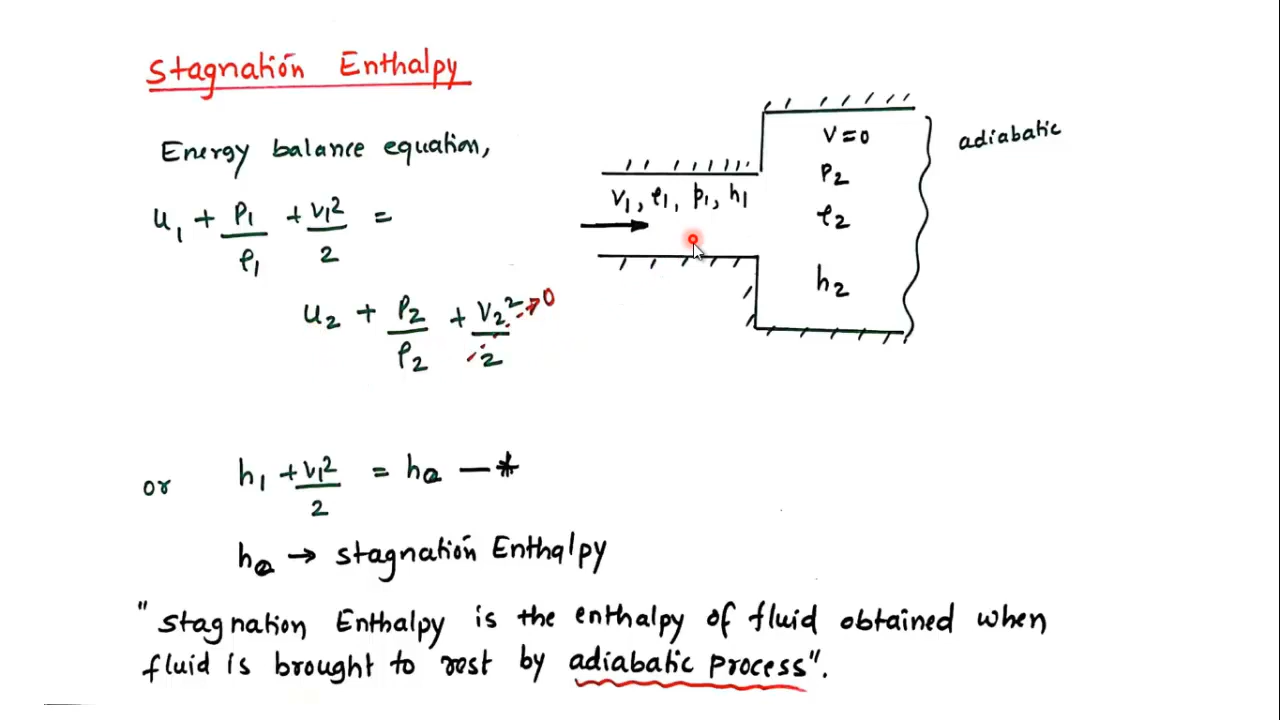 Stagnation Enthalpy
Energy balance equation,
u₁ + P₁/ρ₁ + V₁²/2 =
u₂ + P₂/ρ₂ + V₂²/2 → 0
V₁, ρ₁, p₁, h₁
V=0
P₂
ρ₂
h₂
adiabatic
or h₁ + V₁²/2 = h₂ — *
h₂ → stagnation Enthalpy
"Stagnation Enthalpy is the enthalpy of fluid obtained when
fluid is brought to rest by adiabatic process".